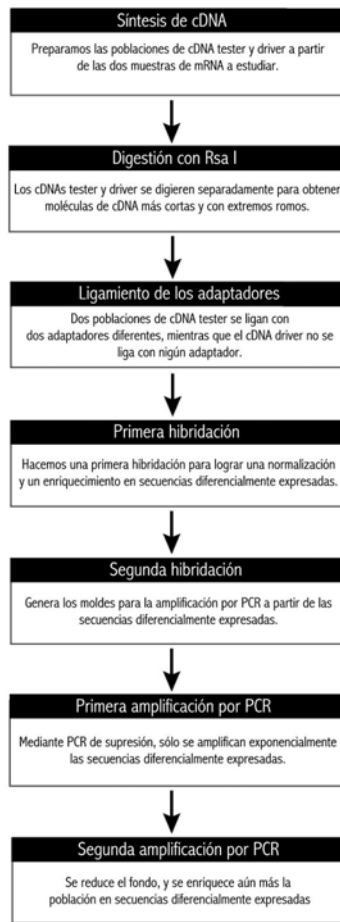 Síntesis de cDNA
Preparamos las poblaciones de cDNA tester y driver a partir
de las dos muestras de mRNA a estudiar.
Digestión con Rsa I
Los cDNAs tester y driver se digieren separadamente para obtener
moléculas de cDNA más cortas y con extremos romos.
Ligamiento de los adaptadores
Dos poblaciones de cDNA tester se ligan con
dos adaptadores diferentes, mientras que el cDNA driver no se
liga con nigún adaptador.
Primera hibridación
Hacemos una primera hibridación para lograr una normalización
y un enriquecimiento en secuencias diferencialmente expresadas.
Segunda hibridación
Genera los moldes para la amplificación por PCR a partir de las
secuencias diferencialmente expresadas.
Primera amplificación por PCR
Mediante PCR de supresión, sólo se amplifican exponencialmente
las secuencias diferencialmente expresadas.
Segunda amplificación por PCR
Se reduce el fondo, y se enriquece aún más la
población en secuencias diferencialmente expresadas